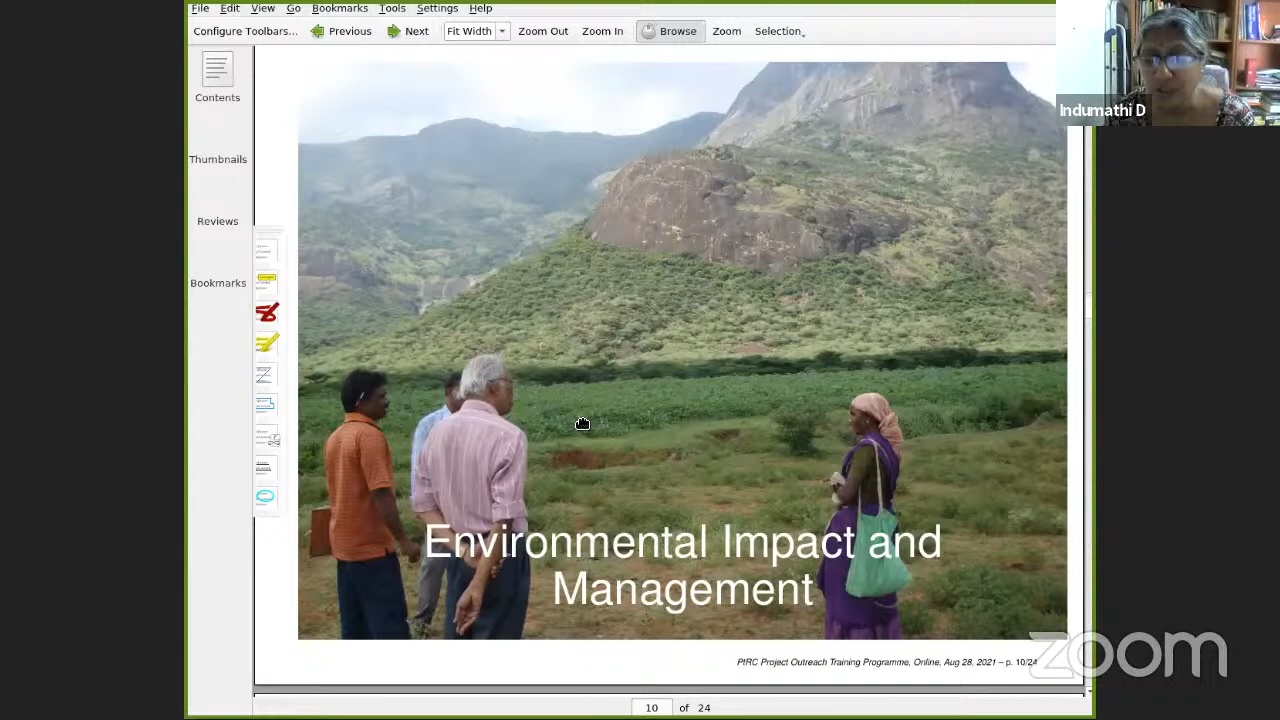 File Edit View Go Bookmarks Tools Settings Help
Configure Toolbars... Previous Next Fit Width Zoom Out Zoom In Browse Zoom Selection
Contents
Thumbnails
Reviews
Bookmarks
Indumathi D
Environmental Impact and
Management
PtRC Project Outreach Training Programme, Online, Aug 28, 2021 – p. 10/24
zoom
10 of 24